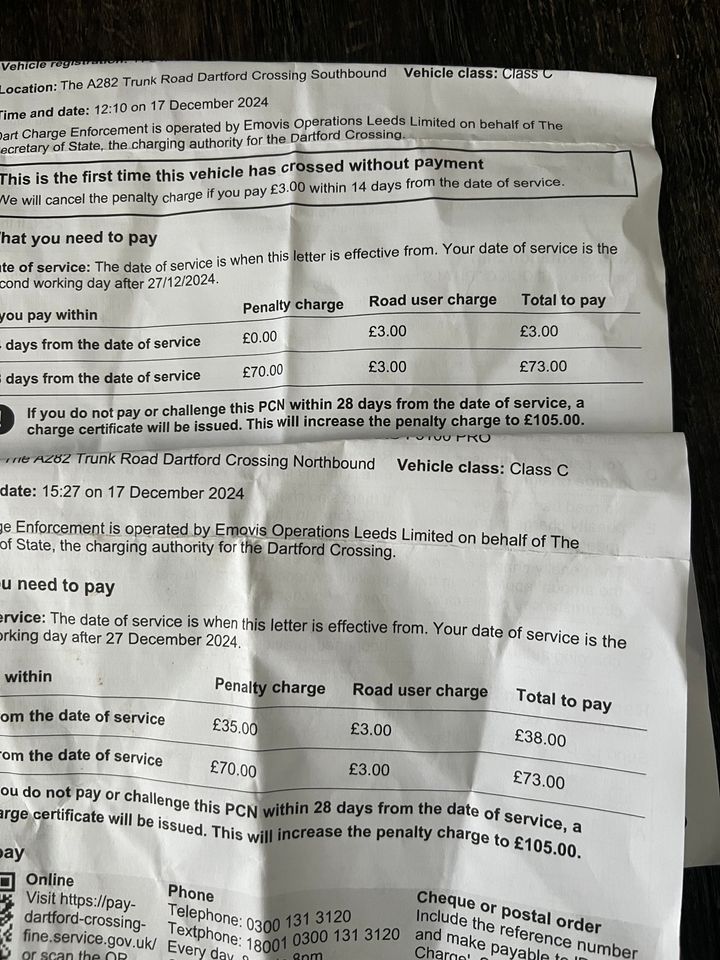 Vehicle registration:
Location: The A282 Trunk Road Dartford Crossing Southbound Vehicle class: Class C
Time and date: 12:10 on 17 December 2024
Dart Charge Enforcement is operated by Emovis Operations Leeds Limited on behalf of The
ecretary of State, the charging authority for the Dartford Crossing.
This is the first time this vehicle has crossed without payment
We will cancel the penalty charge if you pay £3.00 within 14 days from the date of service.
hat you need to pay
te of service: The date of service is when this letter is effective from. Your date of service is the
cond working day after 27/12/2024.
you pay within Penalty charge Road user charge Total to pay
days from the date of service £0.00 £3.00 £3.00
days from the date of service £70.00 £3.00 £73.00
! If you do not pay or challenge this PCN within 28 days from the date of service, a
charge certificate will be issued. This will increase the penalty charge to £105.00.
PRO
The A282 Trunk Road Dartford Crossing Northbound Vehicle class: Class C
date: 15:27 on 17 December 2024
ge Enforcement is operated by Emovis Operations Leeds Limited on behalf of The
of State, the charging authority for the Dartford Crossing.
u need to pay
ervice: The date of service is when this letter is effective from. Your date of service is the
orking day after 27 December 2024.
within Penalty charge Road user charge Total to pay
om the date of service £35.00 £3.00 £38.00
rom the date of service £70.00 £3.00 £73.00
ou do not pay or challenge this PCN within 28 days from the date of service, a
arge certificate will be issued. This will increase the penalty charge to £105.00.
pay
Online
Visit https://pay-
dartford-crossing-
fine.service.gov.uk/
or scan the QR
Phone
Telephone: 0300 131 3120
Textphone: 18001 0300 131 3120
Every day, 8pm
Cheque or postal order
Include the reference number
and make payable to
Charge'